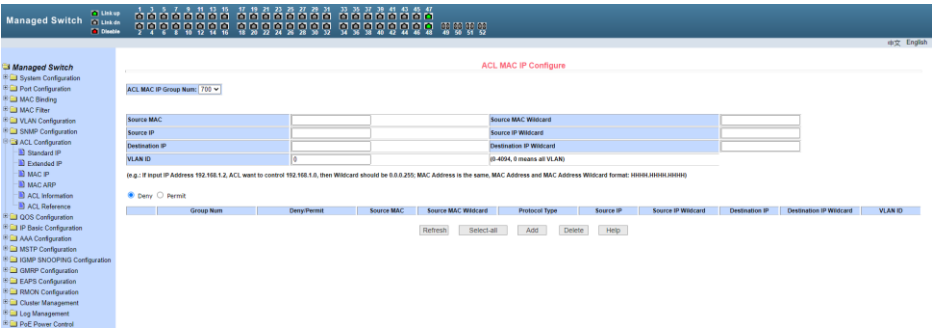 Managed Switch
Link up
Link dn
Disable
1 3 5 7 9 11 13 15 17 19 21 23 25 27 29 31 33 35 37 39 41 43 45 47
2 4 6 8 10 12 14 16 18 20 22 24 26 28 30 32 34 36 38 40 42 44 46 48 49 50 51 52
中文 English
Managed Switch
System Configuration
Port Configuration
MAC Binding
MAC Filter
VLAN Configuration
SNMP Configuration
ACL Configuration
Standard IP
Extended IP
MAC IP
MAC ARP
ACL Information
ACL Reference
QOS Configuration
IP Basic Configuration
AAA Configuration
MSTP Configuration
IGMP SNOOPING Configuration
GMRP Configuration
EAPS Configuration
RMON Configuration
Cluster Management
Log Management
PoE Power Control
ACL MAC IP Configure
ACL MAC IP Group Num: 700
Source MAC Source MAC Wildcard
Source IP Source IP Wildcard
Destination IP Destination IP Wildcard
VLAN ID 0 (0-4094, 0 means all VLAN)
(e.g.: if input IP Address 192.168.1.2, ACL want to control 192.168.1.0, then Wildcard should be 0.0.0.255; MAC Address is the same, MAC Address and MAC Address Wildcard format: HHHH.HHHH.HHHH)
Deny Permit
Group Num Deny/Permit Source MAC Source MAC Wildcard Protocol Type Source IP Source IP Wildcard Destination IP Destination IP Wildcard VLAN ID
Refresh Select-all Add Delete Help